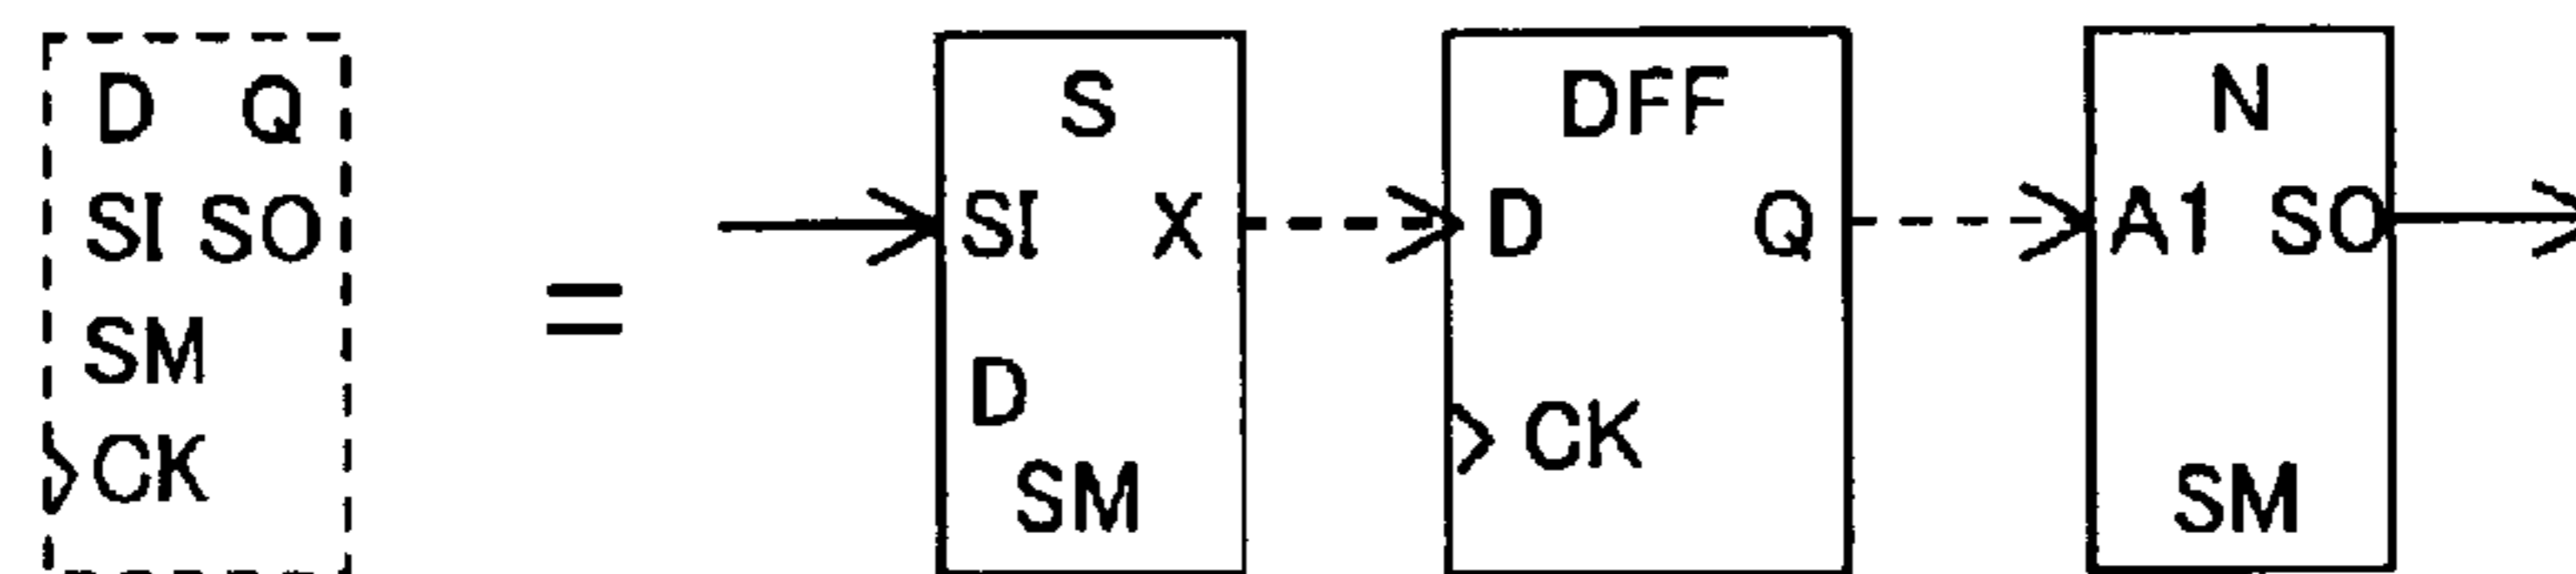 D Q
SI SO
SM
CK
=
S
SI X
D
SM
DFF
D Q
CK
N
A1 SO
SM